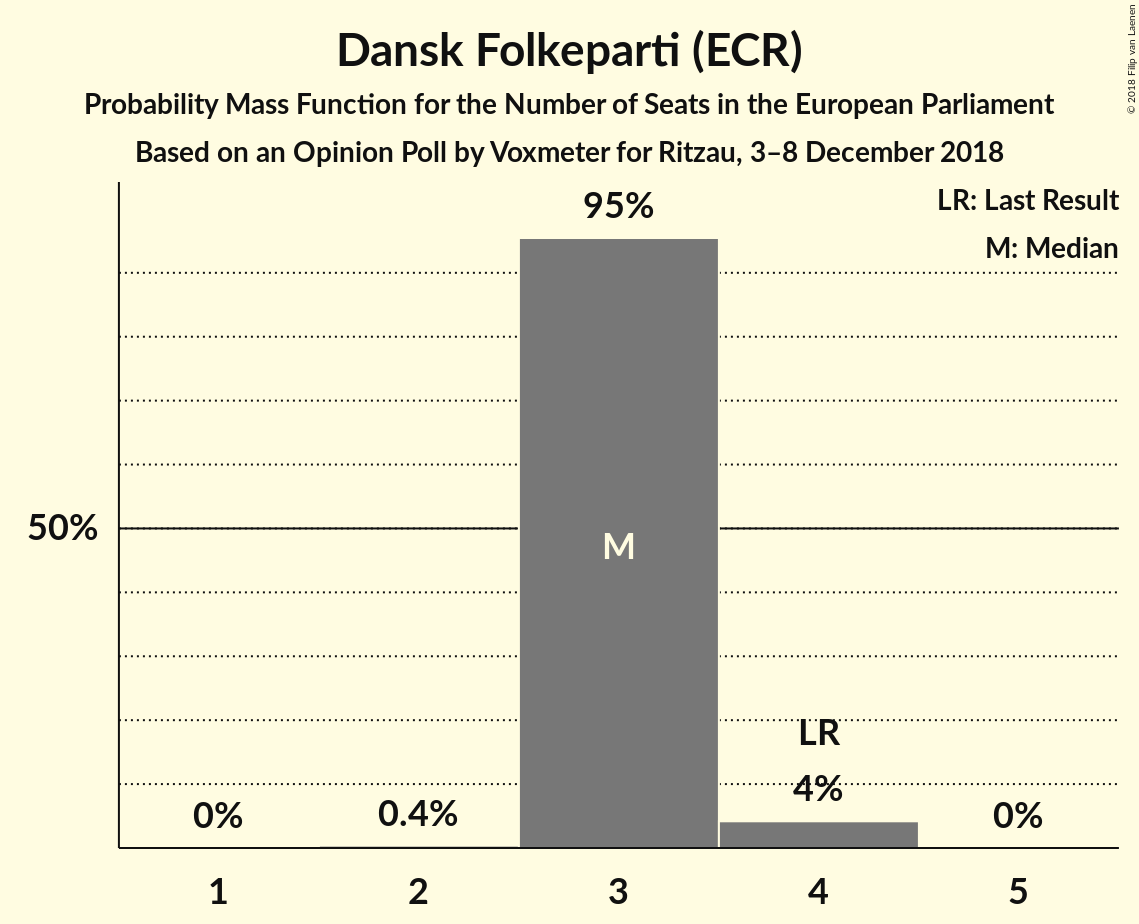 Dansk Folkeparti (ECR)
Probability Mass Function for the Number of Seats in the European Parliament
Based on an Opinion Poll by Voxmeter for Ritzau, 3–8 December 2018
© 2018 Filip van Laenen
LR: Last Result
M: Median
95%
50%
M
LR
4%
0%
0.4%
0%
1
2
3
4
5